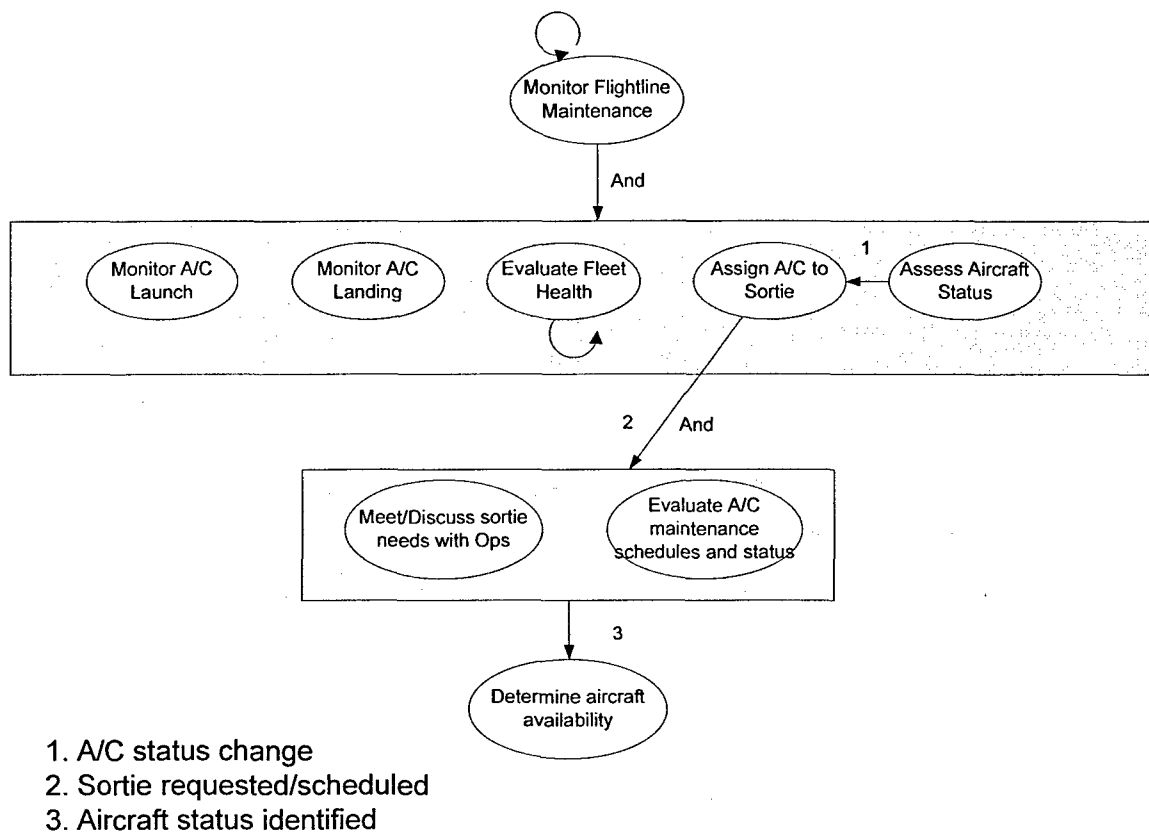 Monitor Flightline
Maintenance
And
Monitor A/C
Launch
Monitor A/C
Landing
Evaluate Fleet
Health
Assign A/C to
Sortie
1
Assess Aircraft
Status
2
And
Meet/Discuss sortie
needs with Ops
Evaluate A/C
maintenance
schedules and status
3
Determine aircraft
availability
1. A/C status change
2. Sortie requested/scheduled
3. Aircraft status identified